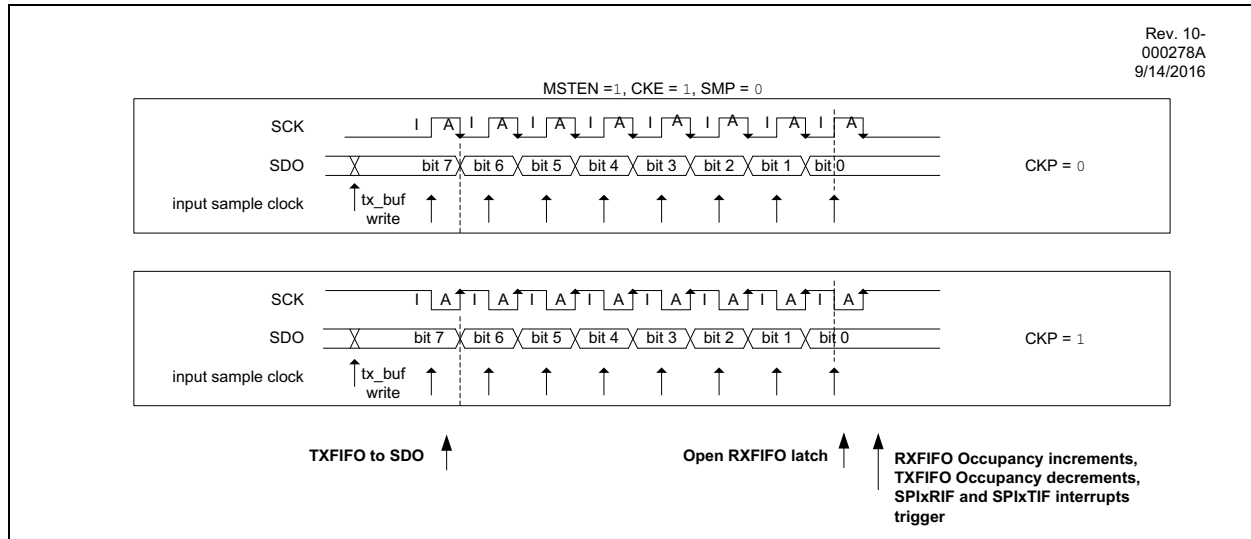 Rev. 10-
000278A
9/14/2016
MSTEN =1, CKE = 1, SMP = 0
SCK I A I A I A I A I A I A I A I A
SDO bit 7 bit 6 bit 5 bit 4 bit 3 bit 2 bit 1 bit 0 CKP = 0
input sample clock tx_buf
write
SCK I A I A I A I A I A I A I A I A
SDO bit 7 bit 6 bit 5 bit 4 bit 3 bit 2 bit 1 bit 0 CKP = 1
input sample clock tx_buf
write
TXFIFO to SDO Open RXFIFO latch RXFIFO Occupancy increments,
TXFIFO Occupancy decrements,
SPIxRIF and SPIxTIF interrupts
trigger